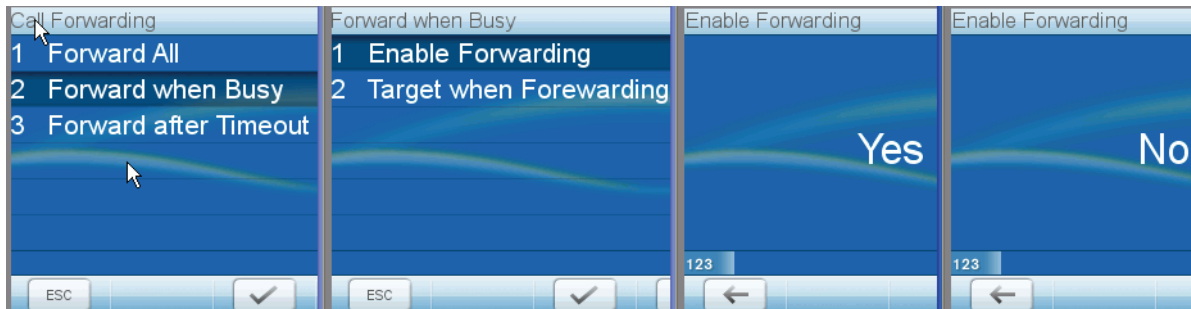 Call Forwarding
1 Forward All
2 Forward when Busy
3 Forward after Timeout
ESC
Forward when Busy
1 Enable Forwarding
2 Target when Forewarding
ESC
Enable Forwarding
Yes
123
Enable Forwarding
No
123